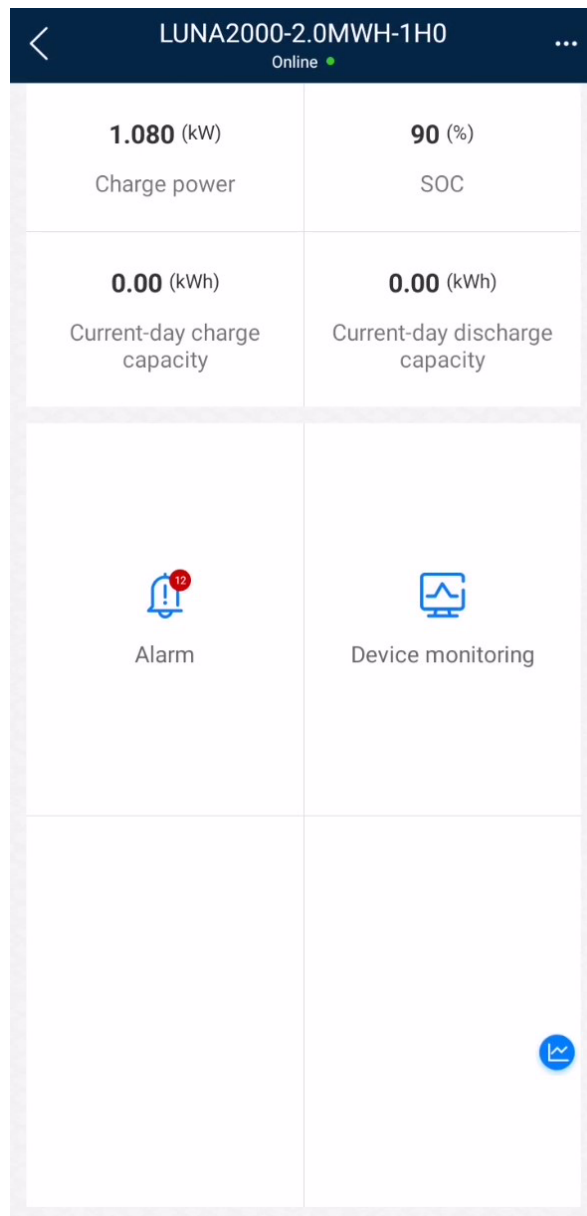 LUNA2000-2.0MWH-1H0
Online
1.080 (kW)
Charge power
90 (%)
SOC
0.00 (kWh)
Current-day charge
capacity
0.00 (kWh)
Current-day discharge
capacity
12
Alarm
Device monitoring